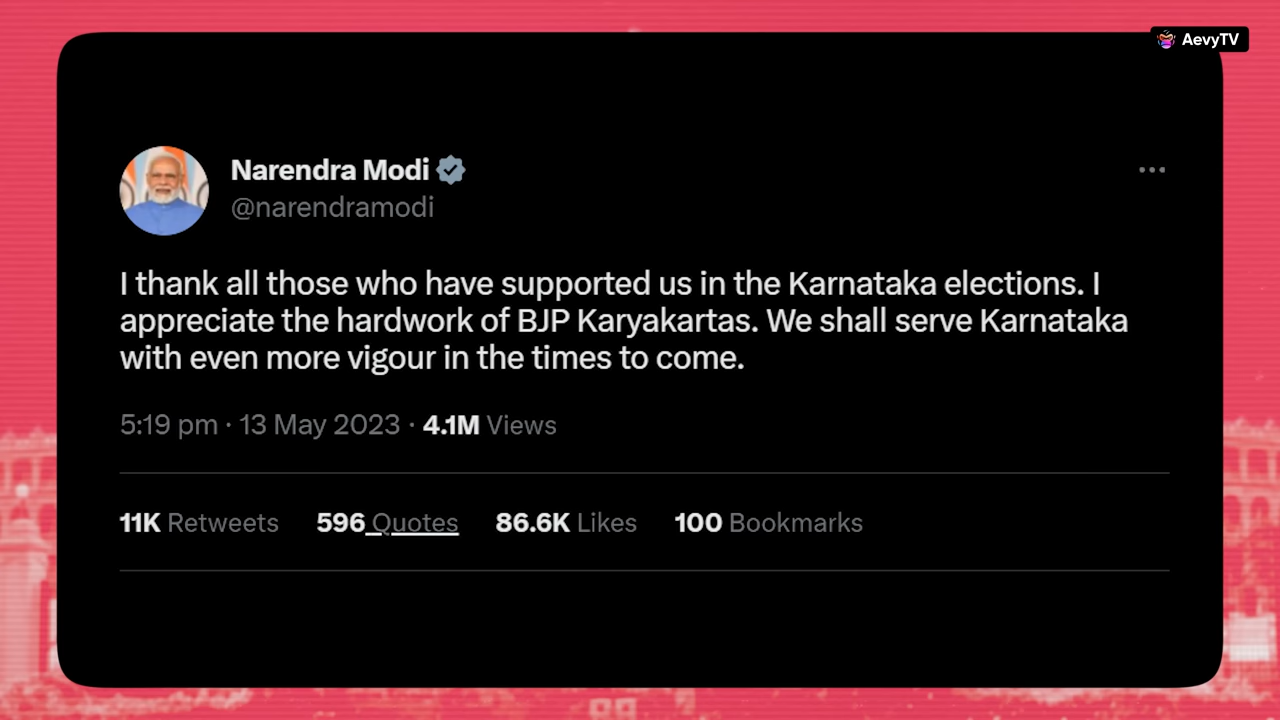 AevyTV
Narendra Modi
@narendramodi
I thank all those who have supported us in the Karnataka elections. I
appreciate the hardwork of BJP Karyakartas. We shall serve Karnataka
with even more vigour in the times to come.
5:19 pm · 13 May 2023 · 4.1M Views
11K Retweets 596 Quotes 86.6K Likes 100 Bookmarks